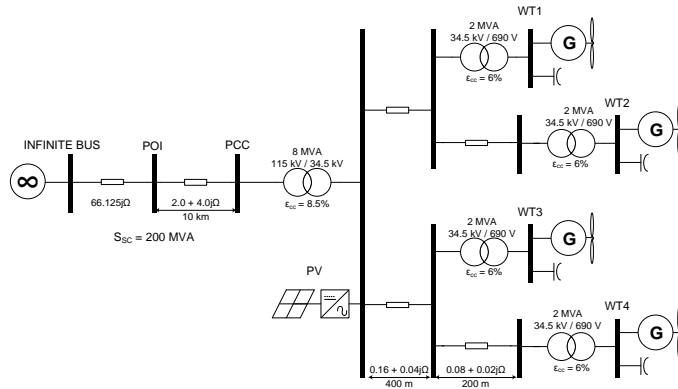 WT1
2 MVA
34.5 kV / 690 V
G
εcc = 6%
WT2
2 MVA
34.5 kV / 690 V
G
εcc = 6%
INFINITE BUS
POI
PCC
8 MVA
115 kV / 34.5 kV
∞
66.125jΩ
2.0 + 4.0jΩ
10 km
εcc = 8.5%
SSC = 200 MVA
WT3
2 MVA
34.5 kV / 690 V
G
εcc = 6%
PV
WT4
2 MVA
34.5 kV / 690 V
G
εcc = 6%
0.16 + 0.04jΩ
0.08 + 0.02jΩ
400 m
200 m